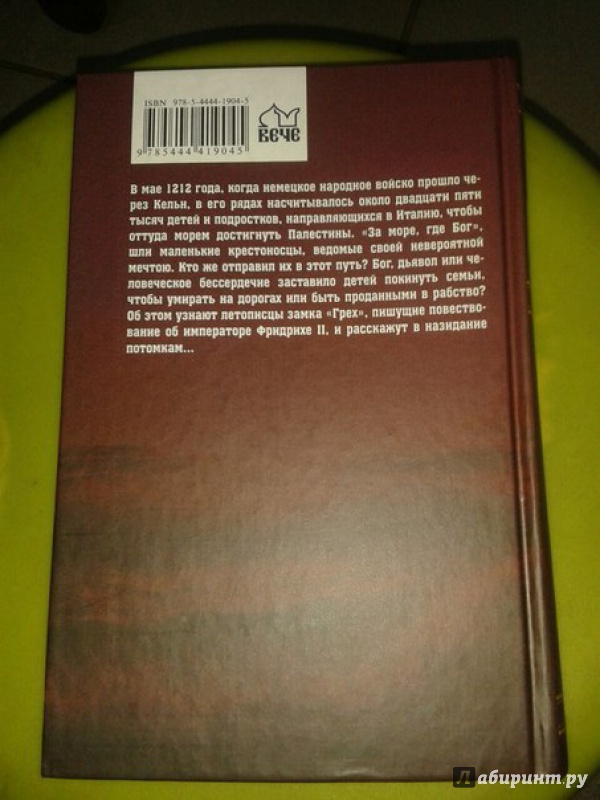 ISBN 978-5-4444-1904-5
ВЕЧЕ
9 785444 419045
В мае 1212 года, когда немецкое народное войско прошло че-
рез Кельн, в его рядах насчитывалось около двадцати пяти
тысяч детей и подростков, направляющихся в Италию, чтобы
оттуда морем достигнуть Палестины. «За море, где Бог»,
шли маленькие крестоносцы, ведомые своей невероятной
мечтою. Кто же отправил их в этот путь? Бог, дьявол или че-
ловеческое бессердечие заставило детей покинуть семьи,
чтобы умирать на дорогах или быть проданными в рабство?
Об этом узнают летописцы замка «Грех», пишущие повество-
вание об императоре Фридрихе II, и расскажут в назидание
потомкам...
Лабиринт.ру